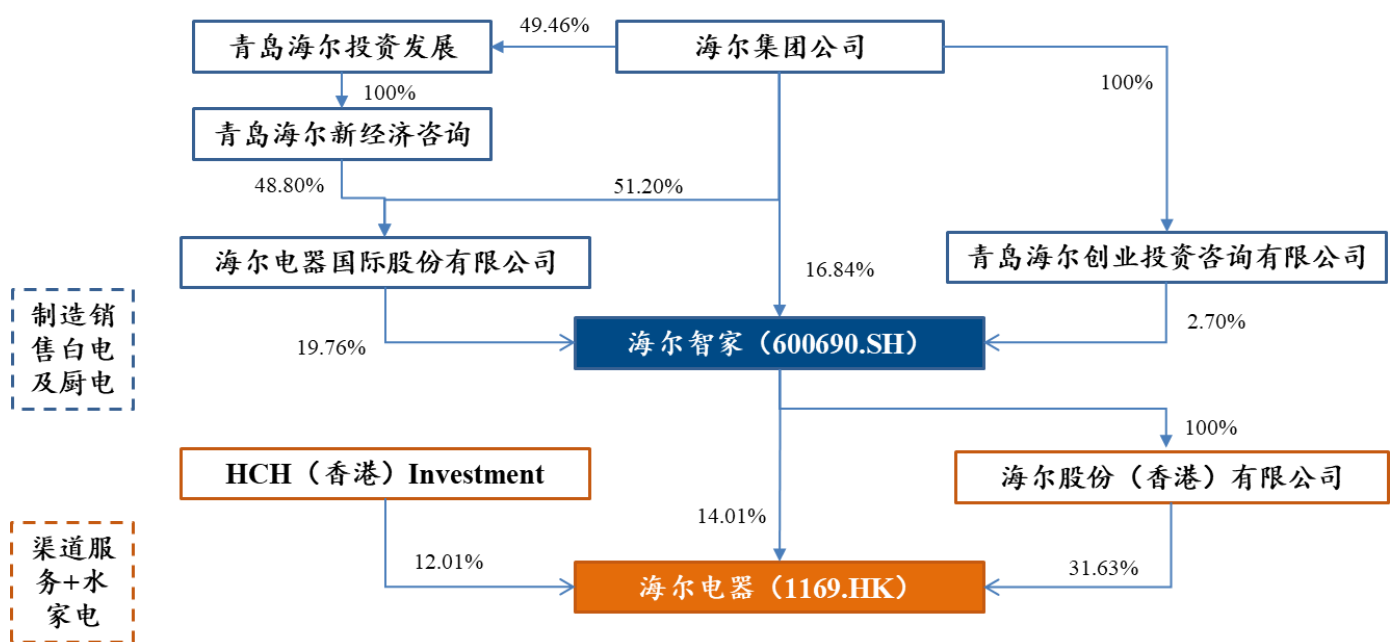 49.46%
青岛海尔投资发展
海尔集团公司
100%
100%
青岛海尔新经济咨询
48.80%
51.20%
海尔电器国际股份有限公司
青岛海尔创业投资咨询有限公司
16.84%
制造销
售白电
及厨电
19.76%
海尔智家（600690.SH）
2.70%
100%
HCH（香港）Investment
海尔股份（香港）有限公司
14.01%
渠道服
务+水
家电
12.01%
海尔电器（1169.HK）
31.63%